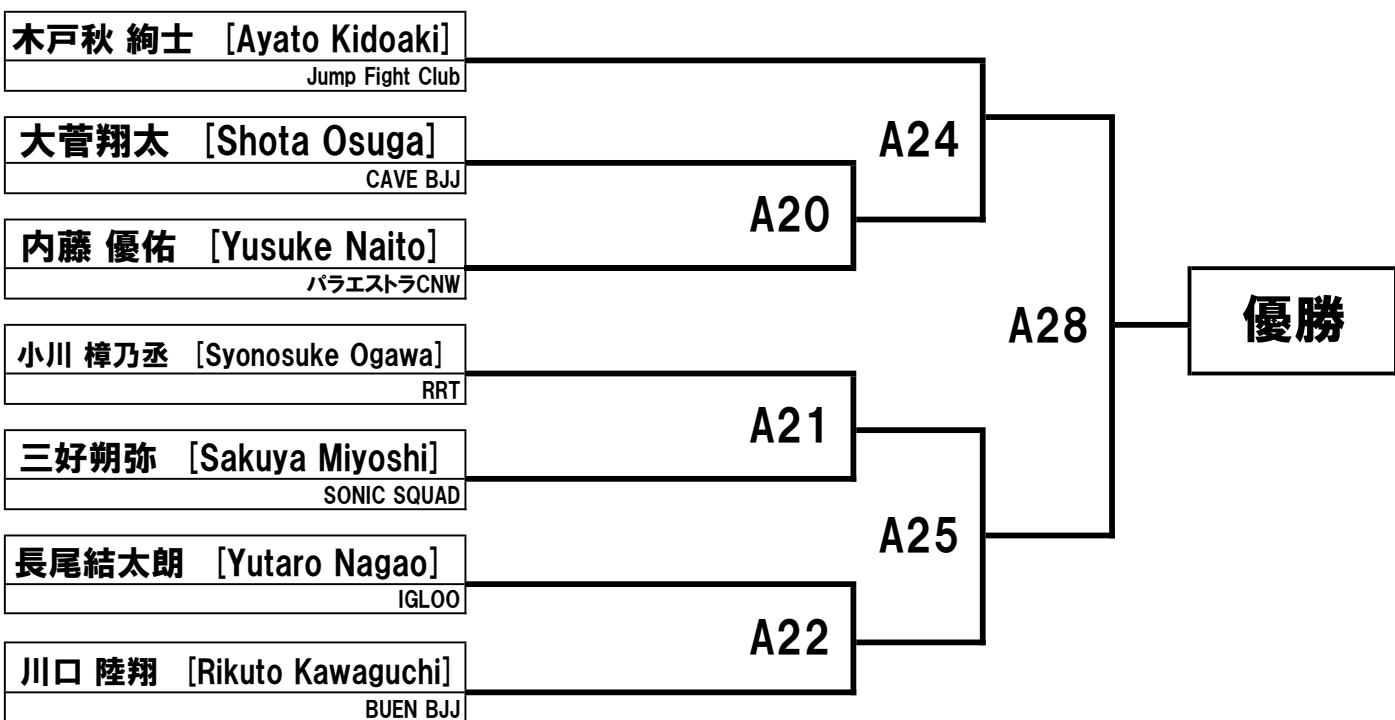 木戸秋 絢士 [Ayato Kidoaki]
Jump Fight Club
大菅翔太 [Shota Osuga]
CAVE BJJ
内藤 優佑 [Yusuke Naito]
パラエストラCNW
小川 樟乃丞 [Syonosuke Ogawa]
RRT
三好朔弥 [Sakuya Miyoshi]
SONIC SQUAD
長尾結太朗 [Yutaro Nagao]
IGLOO
川口 陸翔 [Rikuto Kawaguchi]
BUEN BJJ
A20
A21
A22
A24
A25
A28
優勝